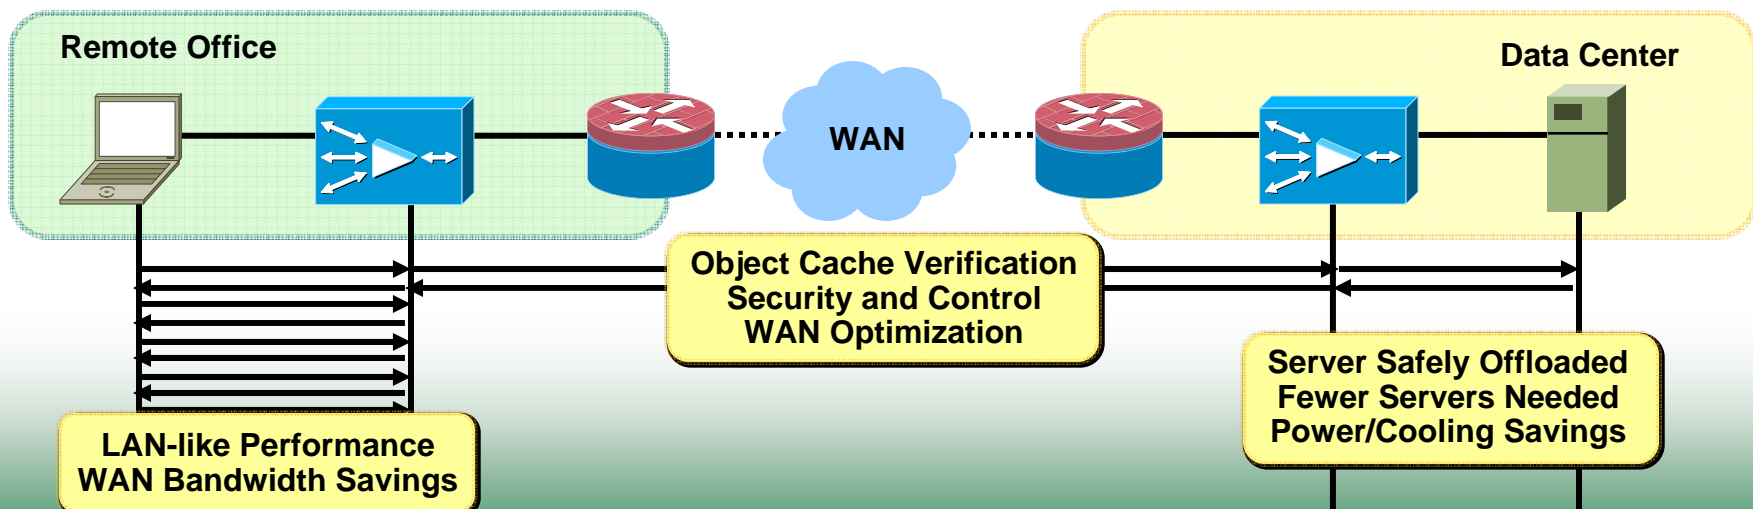 Remote Office
Data Center
WAN
Object Cache Verification
Security and Control
WAN Optimization
Server Safely Offloaded
Fewer Servers Needed
Power/Cooling Savings
LAN-like Performance
WAN Bandwidth Savings